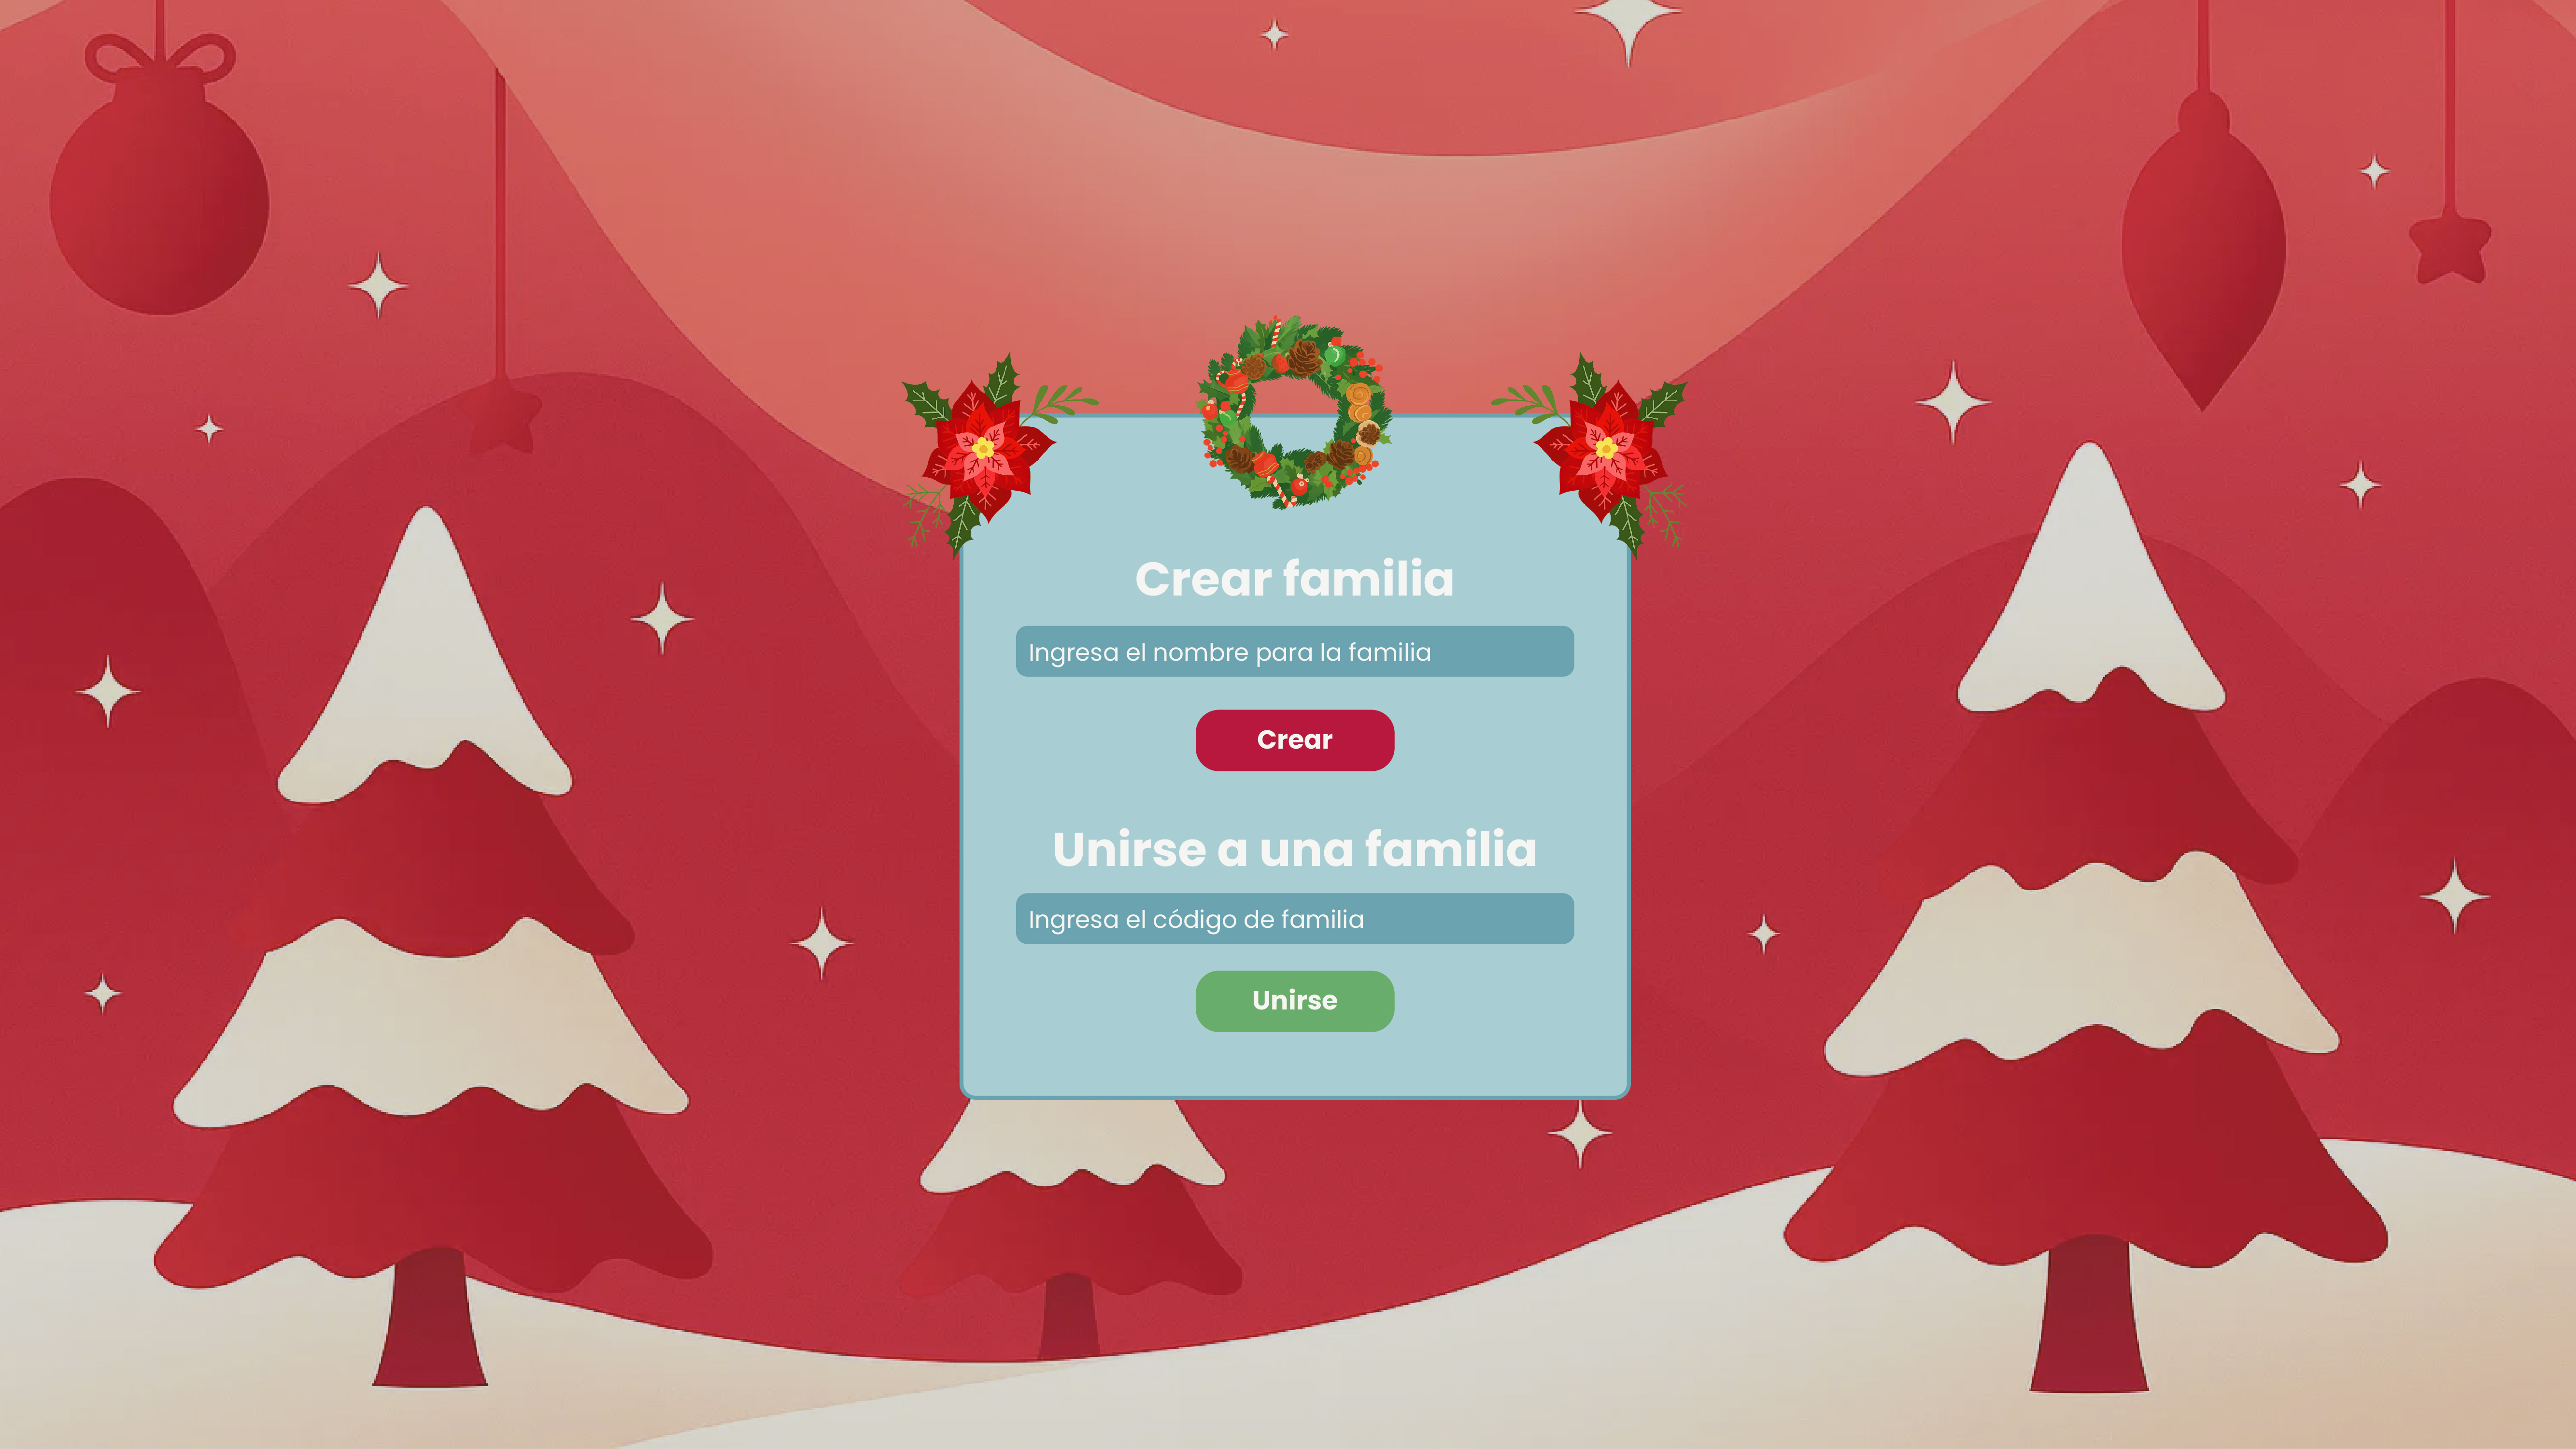 Crear familia
Ingresa el nombre para la familia
Crear
Unirse a una familia
Ingresa el código de familia
Unirse